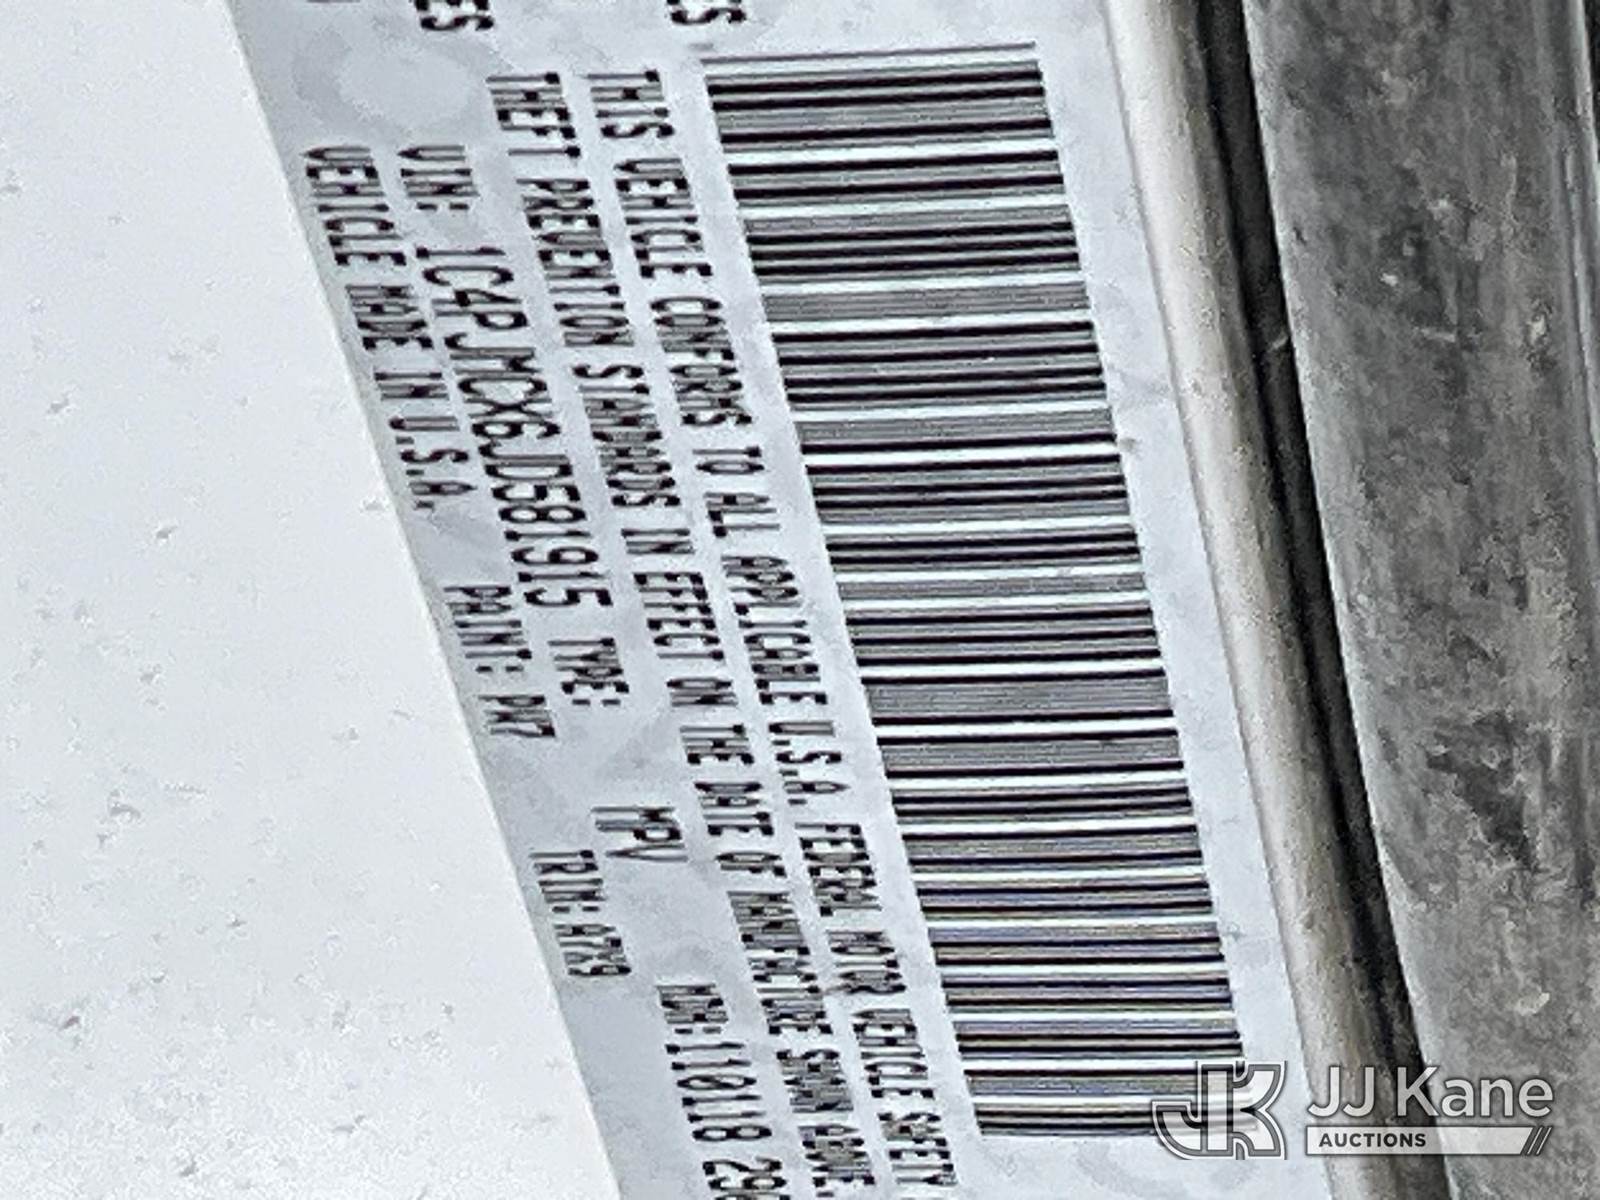 THIS VEHICLE CONFORMS TO ALL APPLICABLE U.S.A. FEDERAL MOTOR VEHICLE SAFETY
THEFT PREVENTION STANDARDS IN EFFECT ON THE DATE OF MANUFACTURE SHOWN ABOVE.
VIN: 1C4PJMCX6JD581915 TYPE: MPV MDH:110118
VEHICLE MADE IN U.S.A. PAINT: PW7 TRIM:A7X9
JJ Kane
AUCTIONS